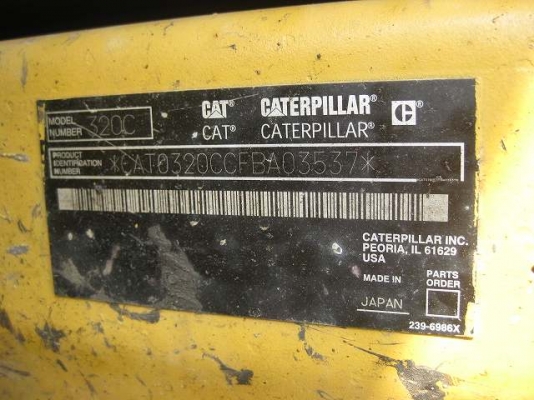 MODEL NUMBER 320C
CAT® CATERPILLAR® C®
CAT® CATERPILLAR®
PRODUCT IDENTIFICATION NUMBER *CAT0320CCFBA03537*
CATERPILLAR INC.
PEORIA, IL 61629
USA
MADE IN PARTS ORDER
JAPAN
239-6986X